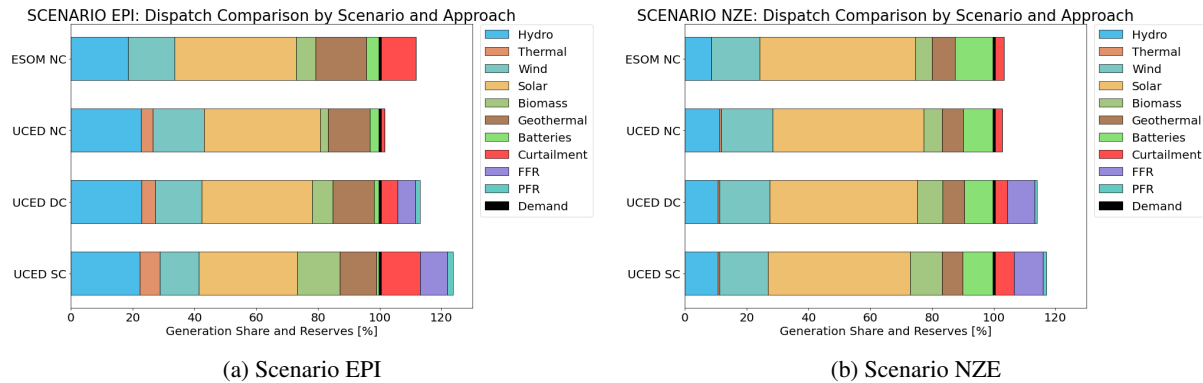 SCENARIO EPI: Dispatch Comparison by Scenario and Approach
ESOM NC
UCED NC
UCED DC
UCED SC
0 20 40 60 80 100 120
Generation Share and Reserves [%]
Hydro
Thermal
Wind
Solar
Biomass
Geothermal
Batteries
Curtailment
FFR
PFR
Demand
(a) Scenario EPI
SCENARIO NZE: Dispatch Comparison by Scenario and Approach
ESOM NC
UCED NC
UCED DC
UCED SC
0 20 40 60 80 100 120
Generation Share and Reserves [%]
Hydro
Thermal
Wind
Solar
Biomass
Geothermal
Batteries
Curtailment
FFR
PFR
Demand
(b) Scenario NZE